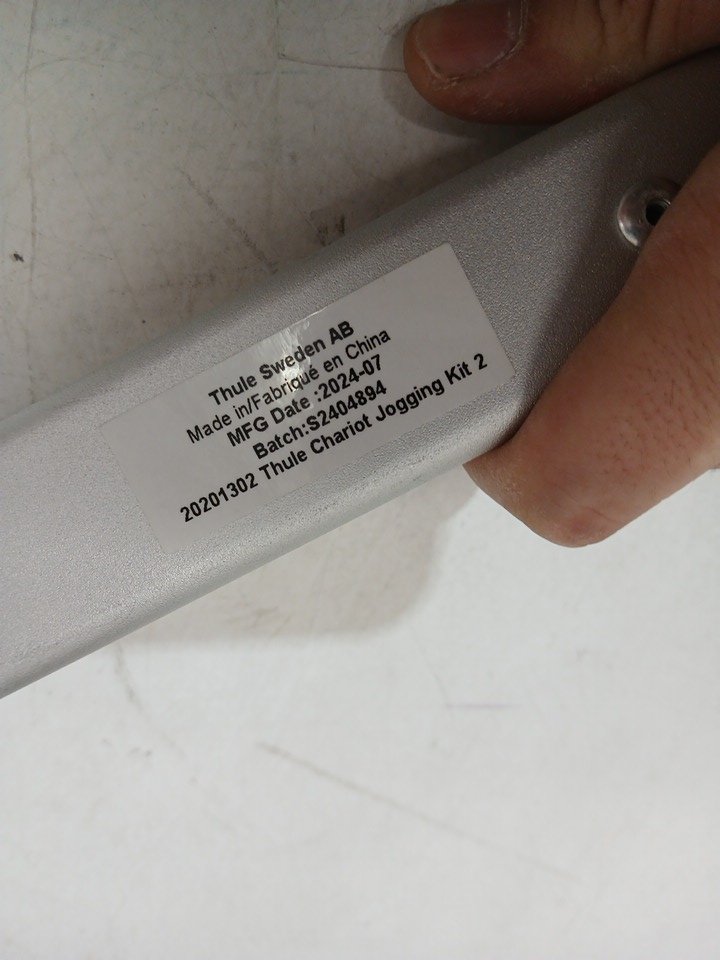 Thule Sweden AB
Made in/Fabriqué en China
MFG Date :2024-07
Batch:S2404894
20201302 Thule Chariot Jogging Kit 2